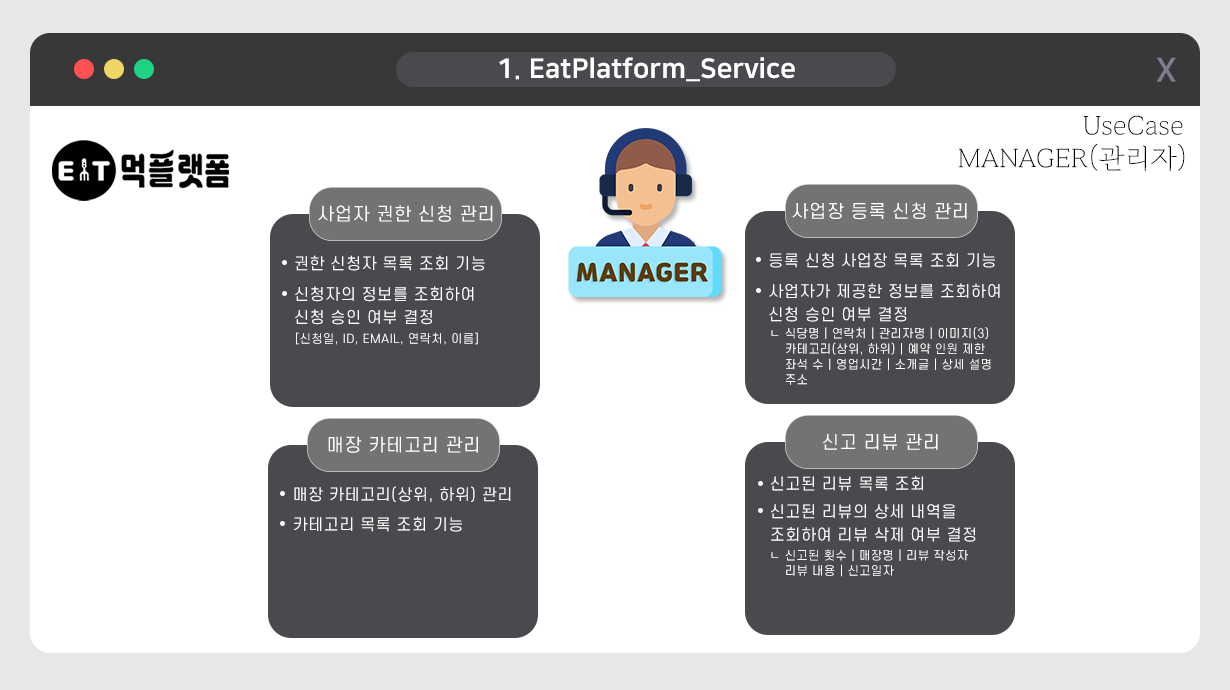 1. EatPlatform_Service
X
UseCase
MANAGER(관리자)
EAT 먹플랫폼
MANAGER
사업자 권한 신청 관리
• 권한 신청자 목록 조회 기능
• 신청자의 정보를 조회하여
신청 승인 여부 결정
[신청일, ID, EMAIL, 연락처, 이름]
사업장 등록 신청 관리
• 등록 신청 사업장 목록 조회 기능
• 사업자가 제공한 정보를 조회하여
신청 승인 여부 결정
ㄴ 식당명 | 연락처 | 관리자명 | 이미지(3)
카테고리(상위, 하위) | 예약 인원 제한
좌석 수 | 영업시간 | 소개글 | 상세 설명
주소
매장 카테고리 관리
• 매장 카테고리(상위, 하위) 관리
• 카테고리 목록 조회 기능
신고 리뷰 관리
• 신고된 리뷰 목록 조회
• 신고된 리뷰의 상세 내역을
조회하여 리뷰 삭제 여부 결정
ㄴ 신고된 횟수 | 매장명 | 리뷰 작성자
리뷰 내용 | 신고일자